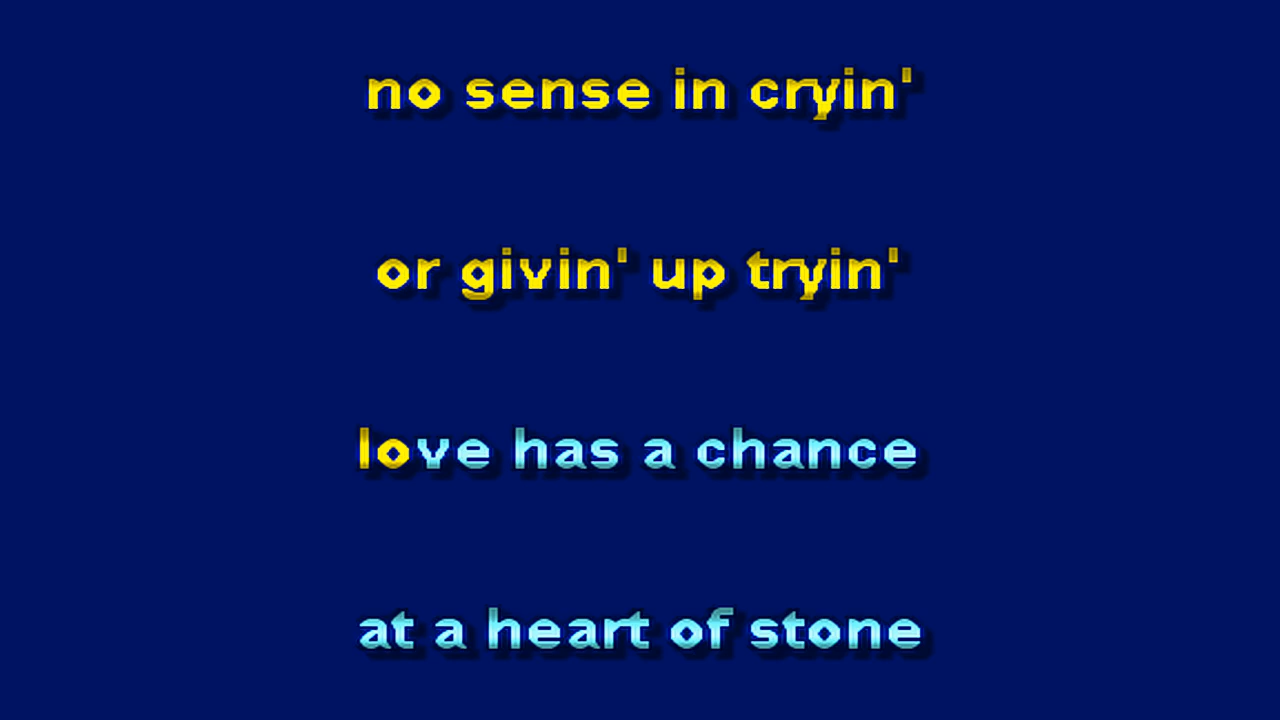 no sense in cryin'
or givin' up tryin'
love has a chance
at a heart of stone